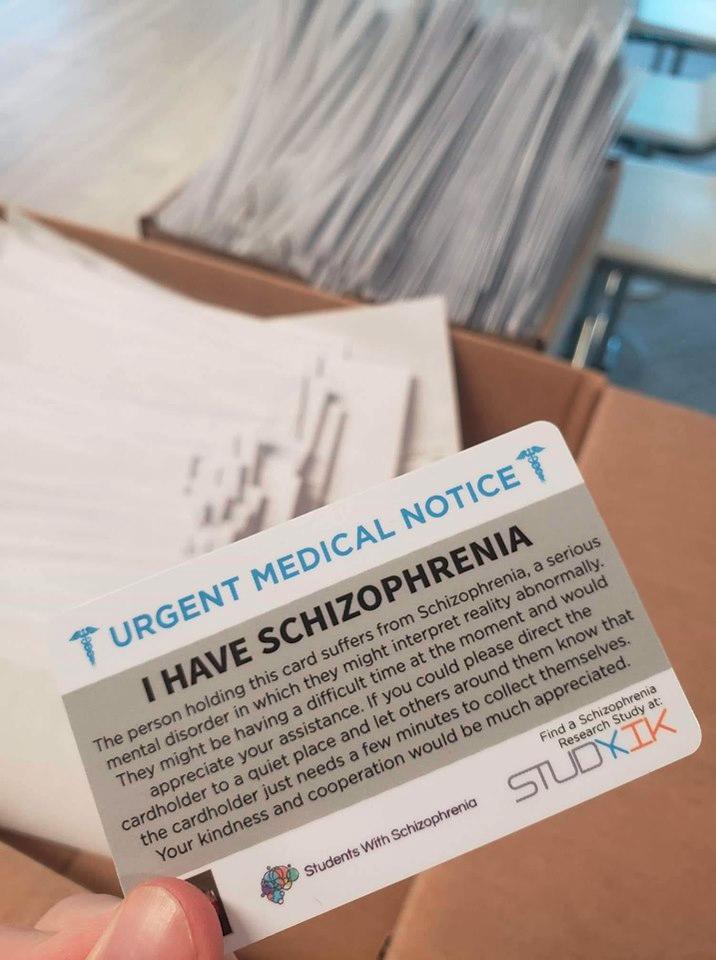 URGENT MEDICAL NOTICE
I HAVE SCHIZOPHRENIA
The person holding this card suffers from Schizophrenia, a serious
mental disorder in which they might interpret reality abnormally.
They might be having a difficult time at the moment and would
appreciate your assistance. If you could please direct the
cardholder to a quiet place and let others around them know that
the cardholder just needs a few minutes to collect themselves.
Your kindness and cooperation would be much appreciated.
Find a Schizophrenia
Research Study at:
STUDYKIK
Students With Schizophrenia